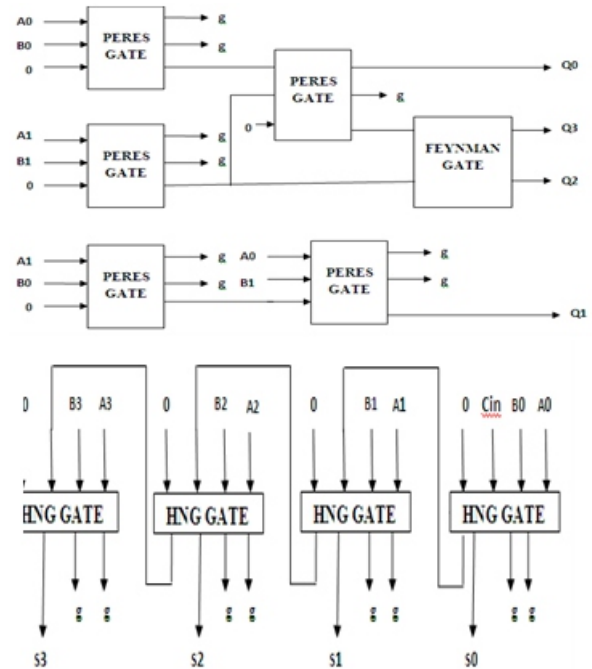 A0
B0
0
PERES
GATE
g
g
PERES
GATE
0
g
Q0
A1
B1
0
PERES
GATE
g
g
FEYNMAN
GATE
Q3
Q2
A1
B0
0
PERES
GATE
g
g
A0
B1
PERES
GATE
g
g
Q1
0 B3 A3 0 B2 A2 0 B1 A1 0 Cin B0 A0
HNG GATE HNG GATE HNG GATE HNG GATE
g g g g g g g g
s3 s2 s1 s0